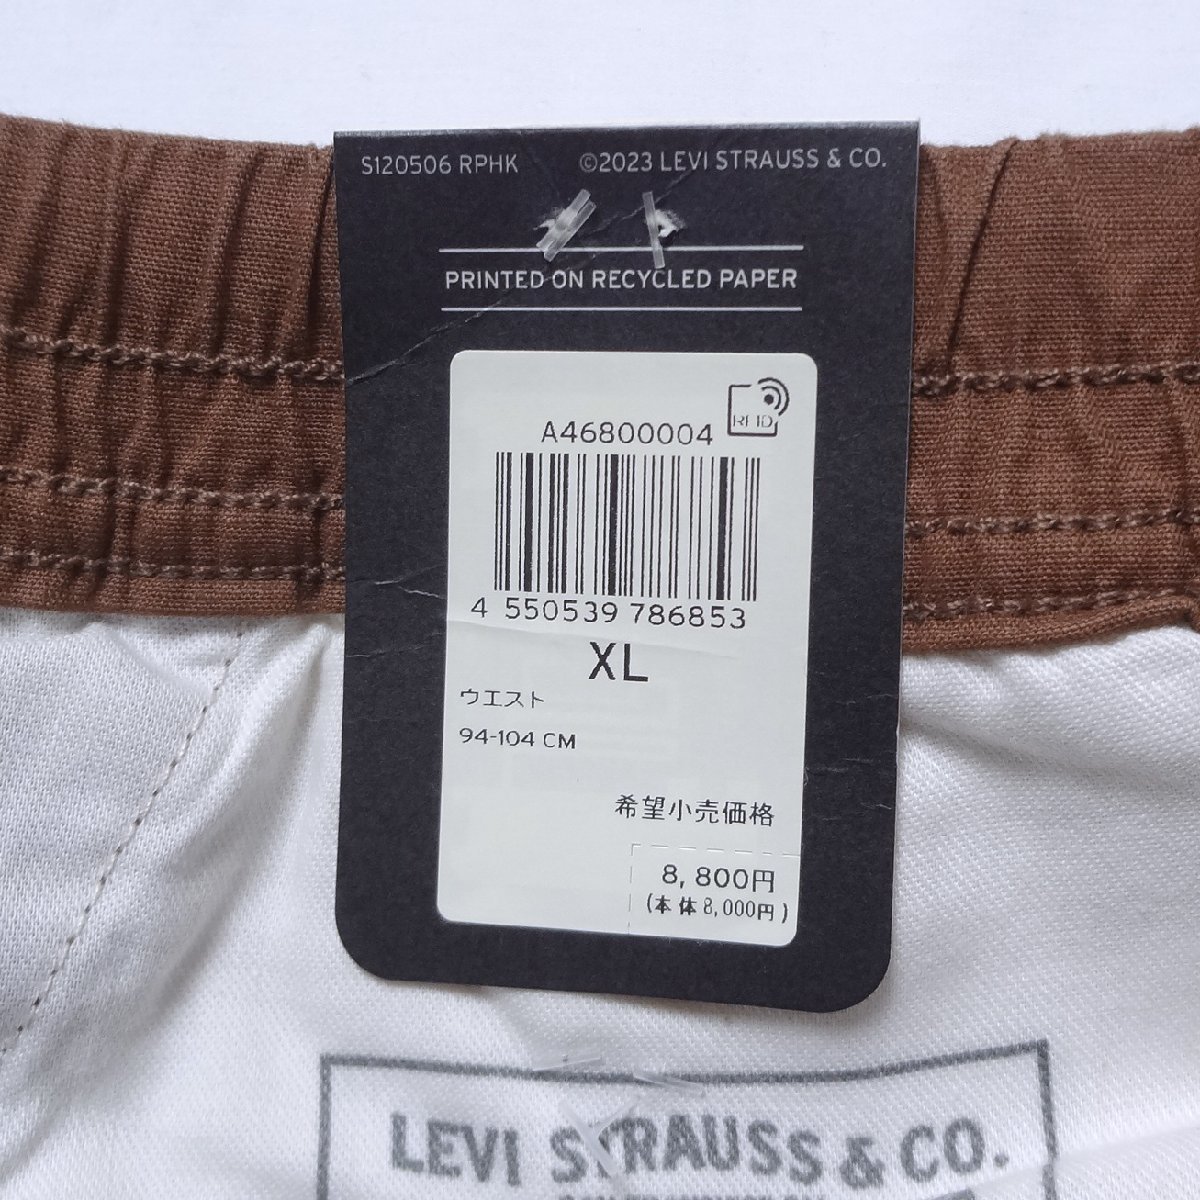 S120506 RPHK ©2023 LEVI STRAUSS & CO.
PRINTED ON RECYCLED PAPER
RFID
A46800004
4 550539 786853
XL
ウエスト
94-104 CM
希望小売価格
8,800円
(本体8,000円)
LEVI STRAUSS & CO.